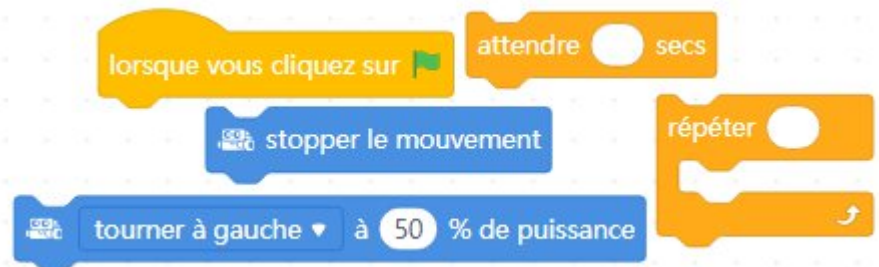 lorsque vous cliquez sur
attendre secs
stopper le mouvement
répéter
tourner à gauche ▾ à 50 % de puissance